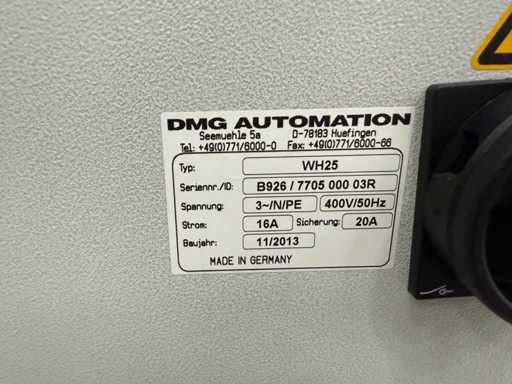 DMG AUTOMATION
Seemuehle 5a D-78183 Huefingen
Tel: +49(0)771/6000-0 Fax: +49(0)771/6000-66
Typ: WH25
Seriennr./ID: B926 / 7705 000 03R
Spannung: 3~/N/PE 400V/50Hz
Strom: 16A Sicherung: 20A
Baujahr: 11/2013
MADE IN GERMANY